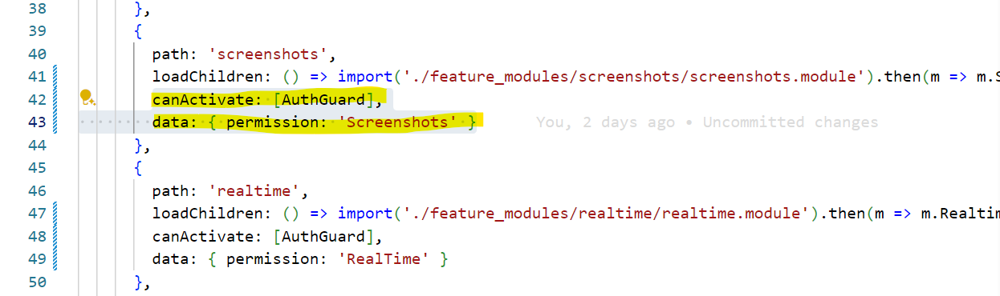 38 },
39 {
40 path: 'screenshots',
41 loadChildren: () => import('./feature_modules/screenshots/screenshots.module').then(m => m.S
42 canActivate: [AuthGuard],
43 data: { permission: 'Screenshots' } You, 2 days ago • Uncommitted changes
44 },
45 {
46 path: 'realtime',
47 loadChildren: () => import('./feature_modules/realtime/realtime.module').then(m => m.Realtim
48 canActivate: [AuthGuard],
49 data: { permission: 'RealTime' }
50 },